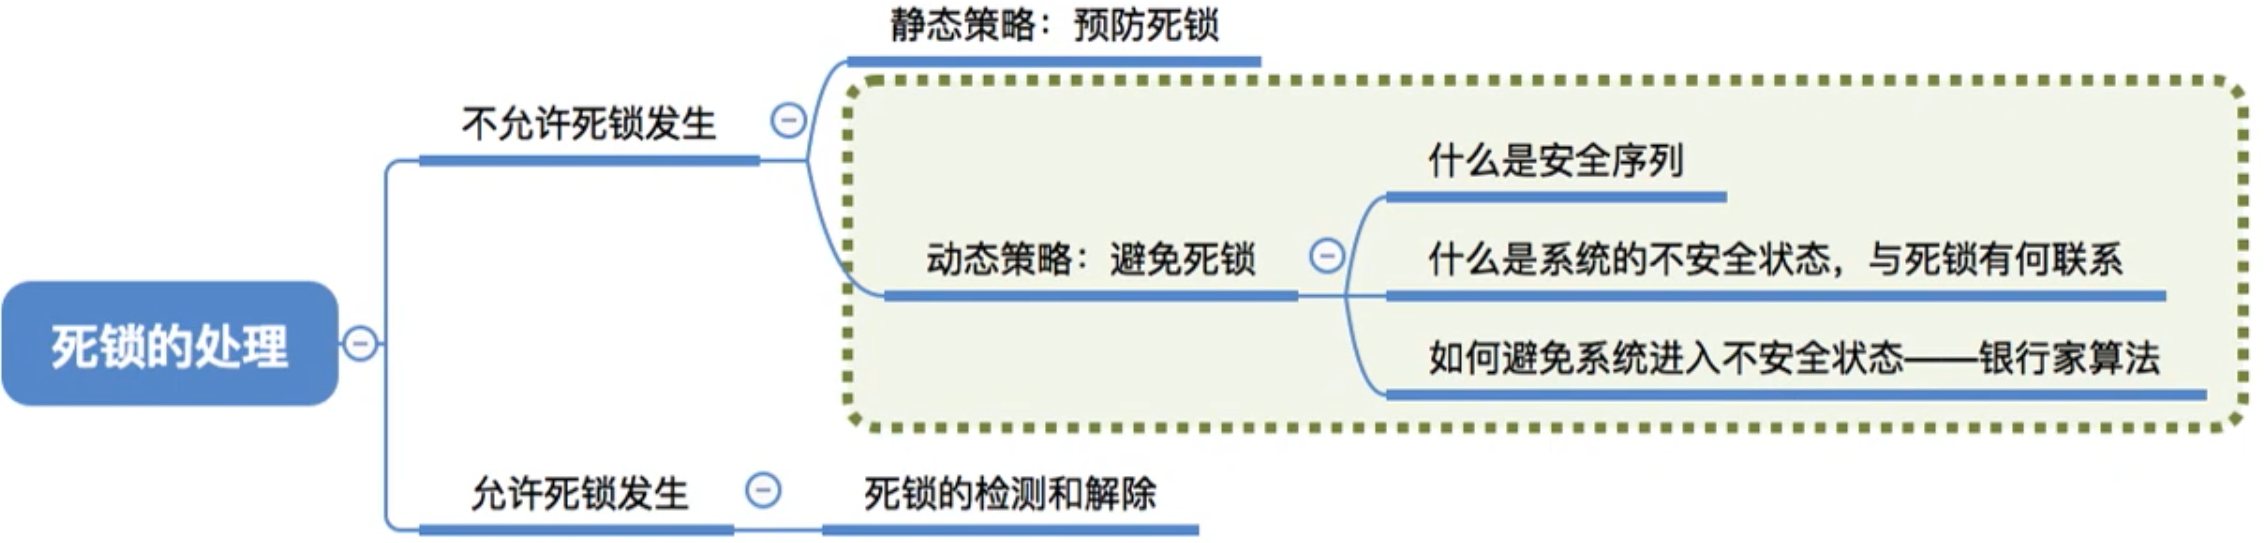 静态策略：预防死锁
不允许死锁发生
什么是安全序列
动态策略：避免死锁
什么是系统的不安全状态，与死锁有何联系
死锁的处理
如何避免系统进入不安全状态——银行家算法
允许死锁发生
死锁的检测和解除